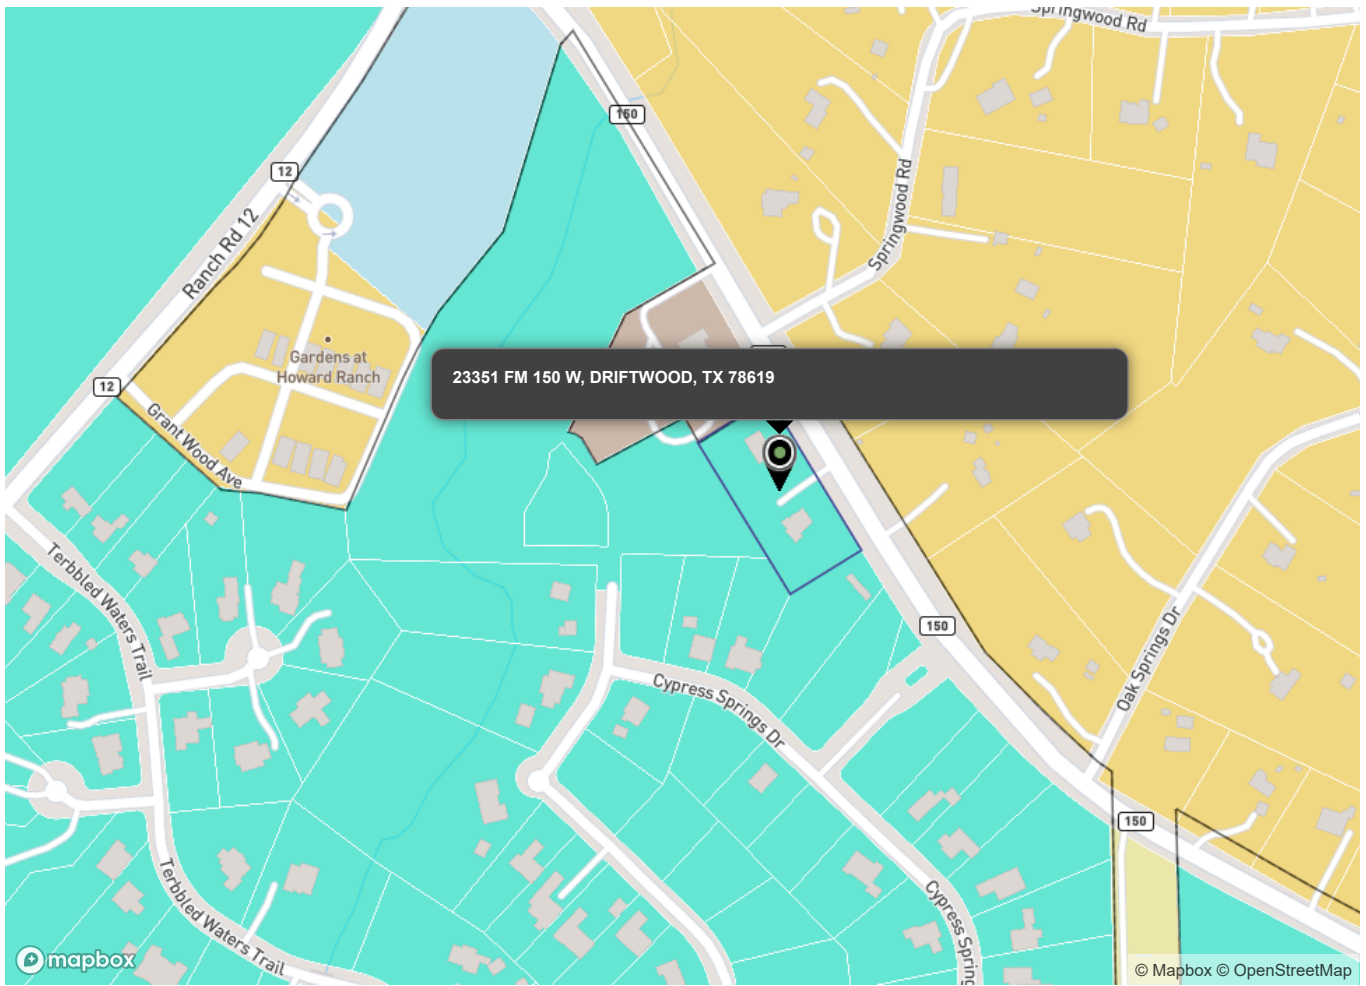 Springwood Rd
150
12
Ranch Rd 12
Springwood Rd
Gardens at
Howard Ranch
23351 FM 150 W, DRIFTWOOD, TX 78619
12
Grant Wood Ave
Terbbled Waters Trail
150
Oak Springs Dr
Cypress Springs Dr
150
Terbbled Waters Trail
Cypress Spring
mapbox
© Mapbox © OpenStreetMap